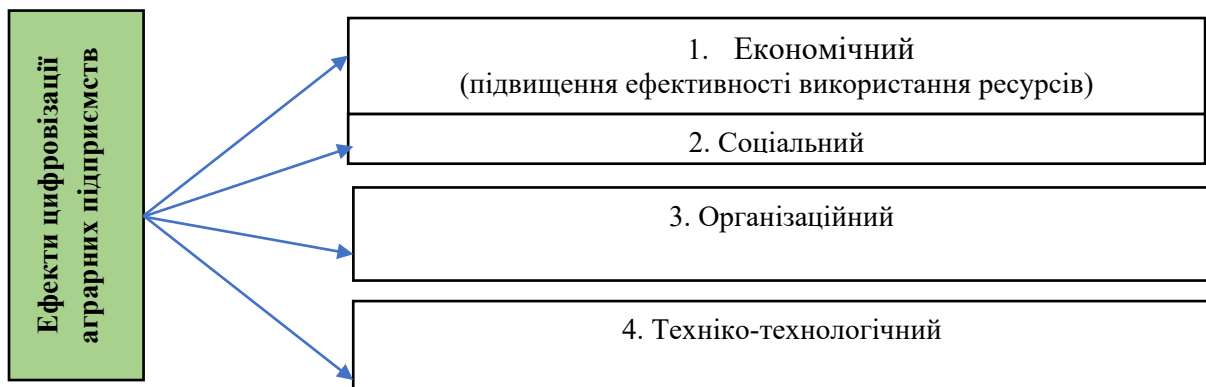 Ефекти цифровізації
аграрних підприємств
1. Економічний
(підвищення ефективності використання ресурсів)
2. Соціальний
3. Організаційний
4. Техніко-технологічний